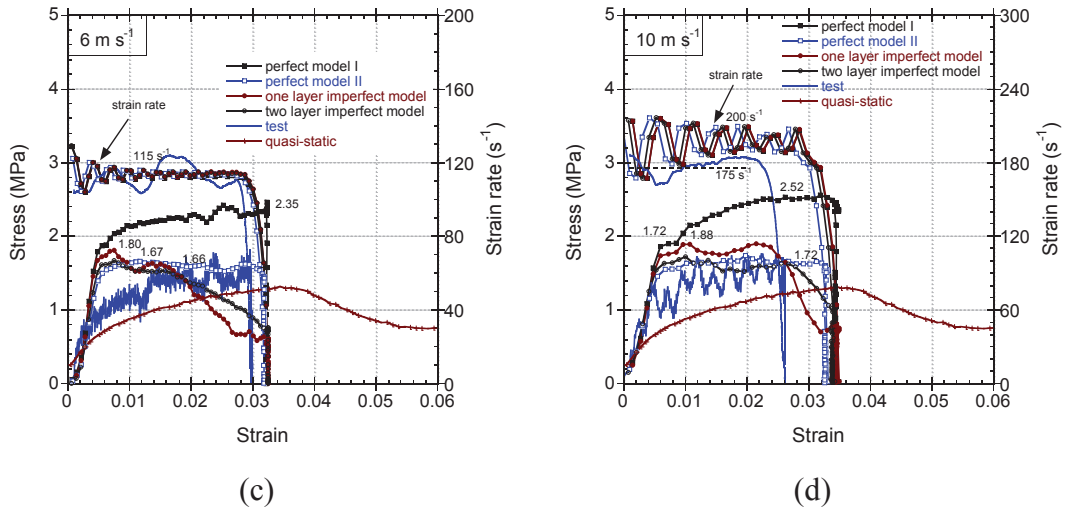 6 m s-1
perfect model I
perfect model II
one layer imperfect model
two layer imperfect model
test
quasi-static
strain rate
115 s-1
2.35
1.80
1.67
1.66
5
4
3
2
1
0
200
180
160
140
120
100
80
60
40
20
0
0 0.01 0.02 0.03 0.04 0.05 0.06
Stress (MPa)
Strain rate (s-1)
Strain
(c)
10 m s-1
perfect model I
perfect model II
one layer imperfect model
two layer imperfect model
test
quasi-static
strain rate
200 s-1
175 s-1
2.52
1.72
1.88
1.72
5
4
3
2
1
0
300
240
180
120
60
0
0 0.01 0.02 0.03 0.04 0.05 0.06
Stress (MPa)
Strain rate (s-1)
Strain
(d)